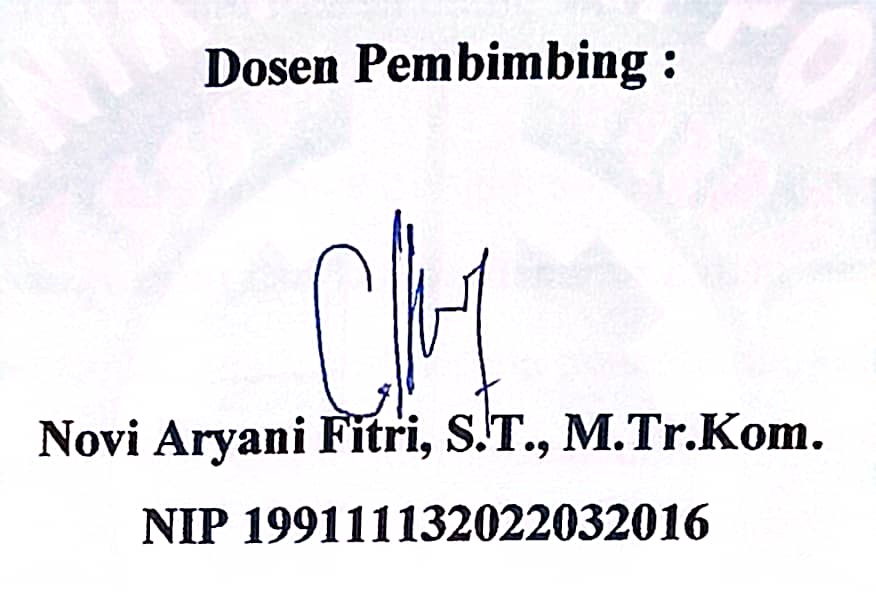 Dosen Pembimbing :
Novi Aryani Fitri, S.T., M.Tr.Kom.
NIP 199111132022032016